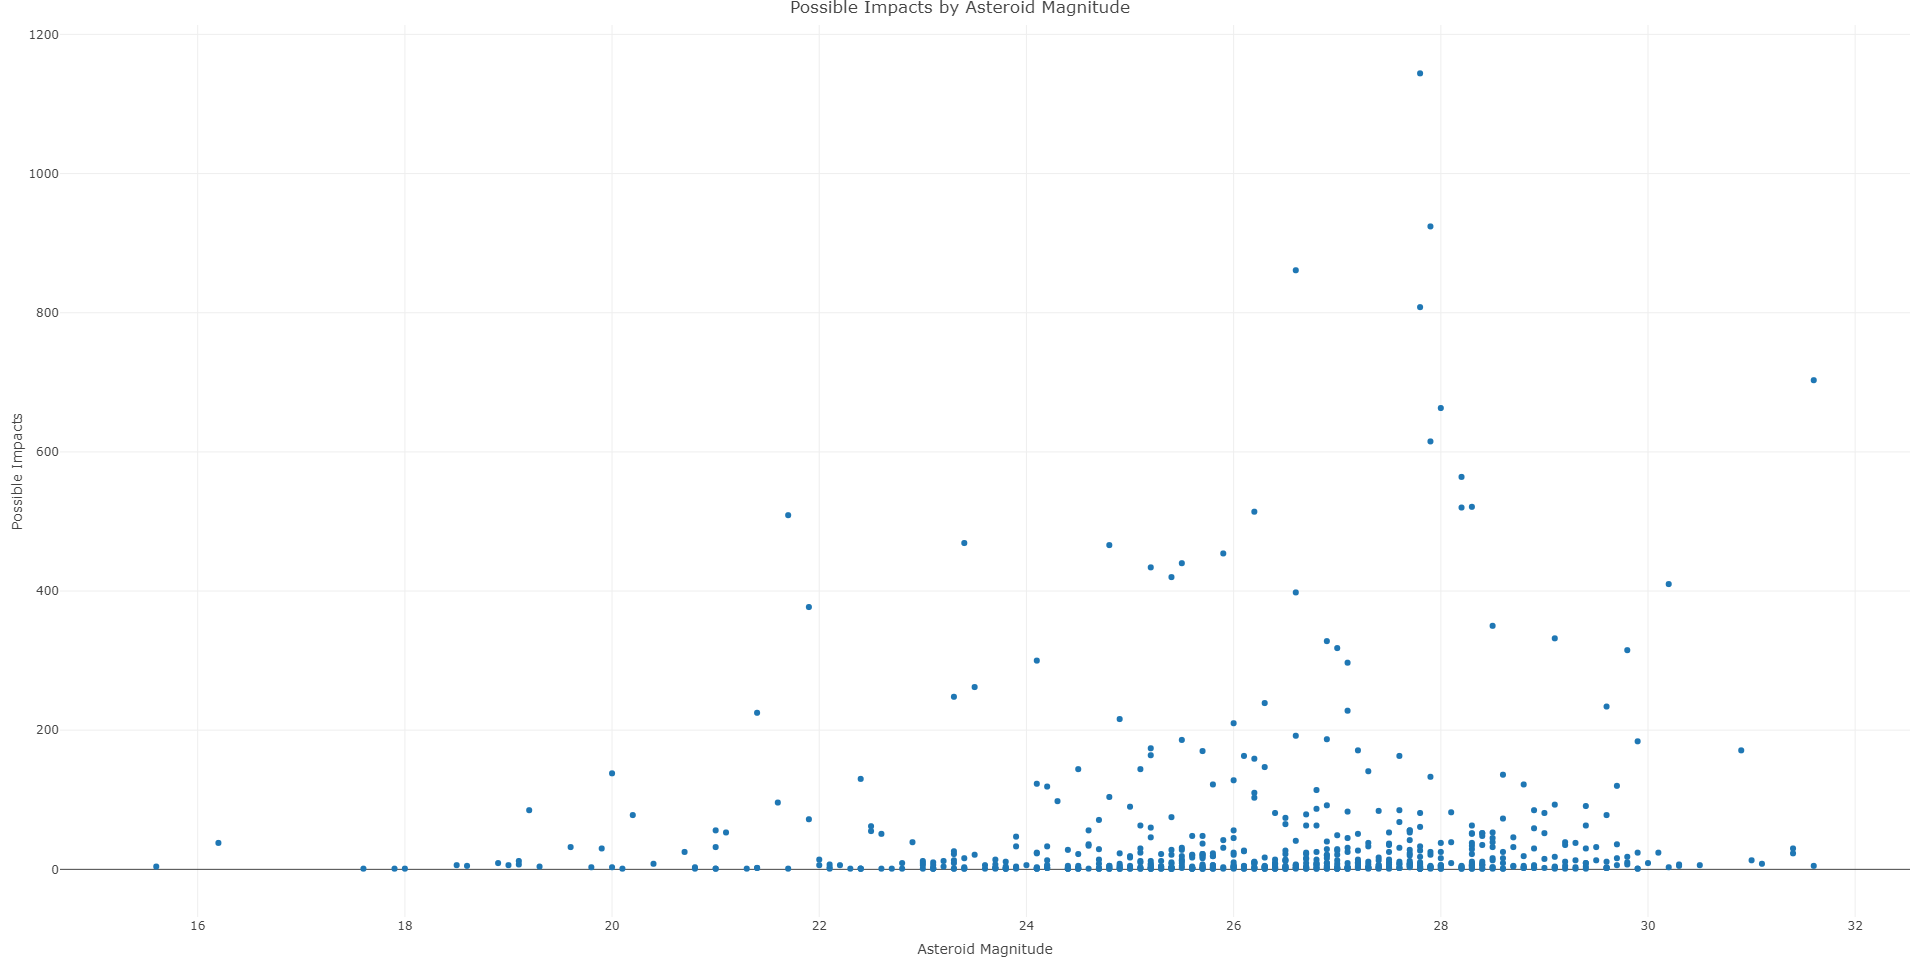 Possible Impacts by Asteroid Magnitude
1200
1000
800
600
400
200
0
Possible Impacts
16 18 20 22 24 26 28 30 32
Asteroid Magnitude